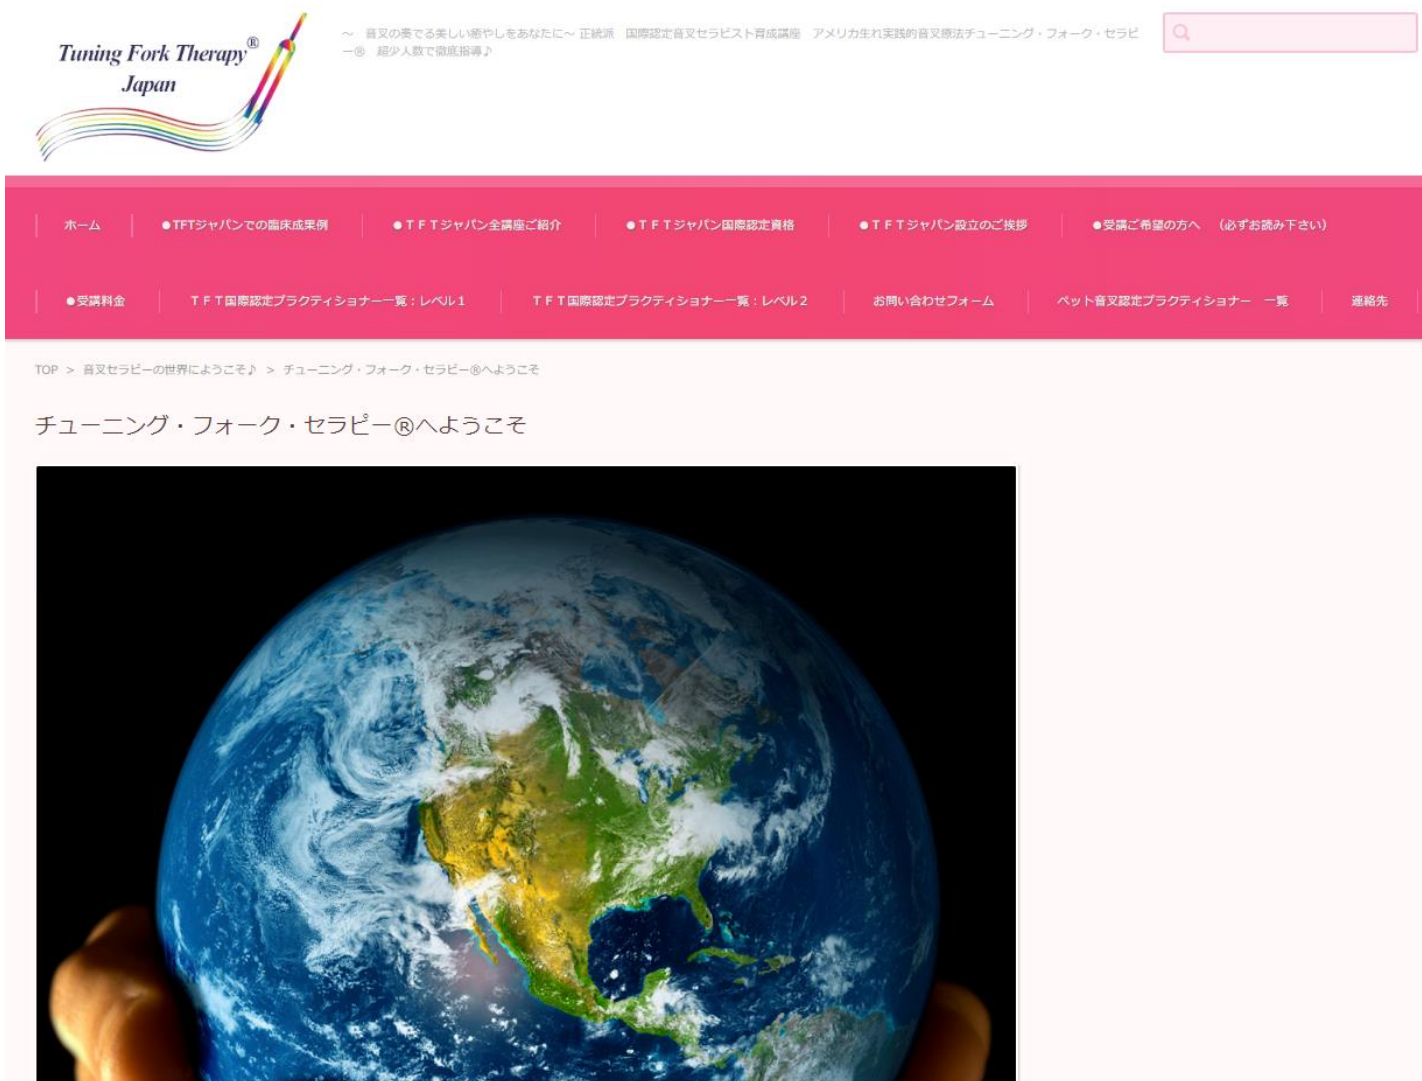 Tuning Fork Therapy®
Japan
～　音叉の奏でる美しい癒やしをあなたに～ 正統派　国際認定音叉セラピスト育成講座　アメリカ生れ実践的音叉療法チューニング・フォーク・セラピ
ー®　超少人数で徹底指導♪
ホーム　●TFTジャパンでの臨床成果例　●ＴＦＴジャパン全講座ご紹介　●ＴＦＴジャパン国際認定資格　●ＴＦＴジャパン設立のご挨拶　●受講ご希望の方へ　（必ずお読み下さい）
●受講料金　ＴＦＴ国際認定プラクティショナー一覧：レベル１　ＴＦＴ国際認定プラクティショナー一覧：レベル２　お問い合わせフォーム　ペット音叉認定プラクティショナー　一覧　連絡先
TOP > 音叉セラピーの世界にようこそ♪ > チューニング・フォーク・セラピー®へようこそ
チューニング・フォーク・セラピー®へようこそ